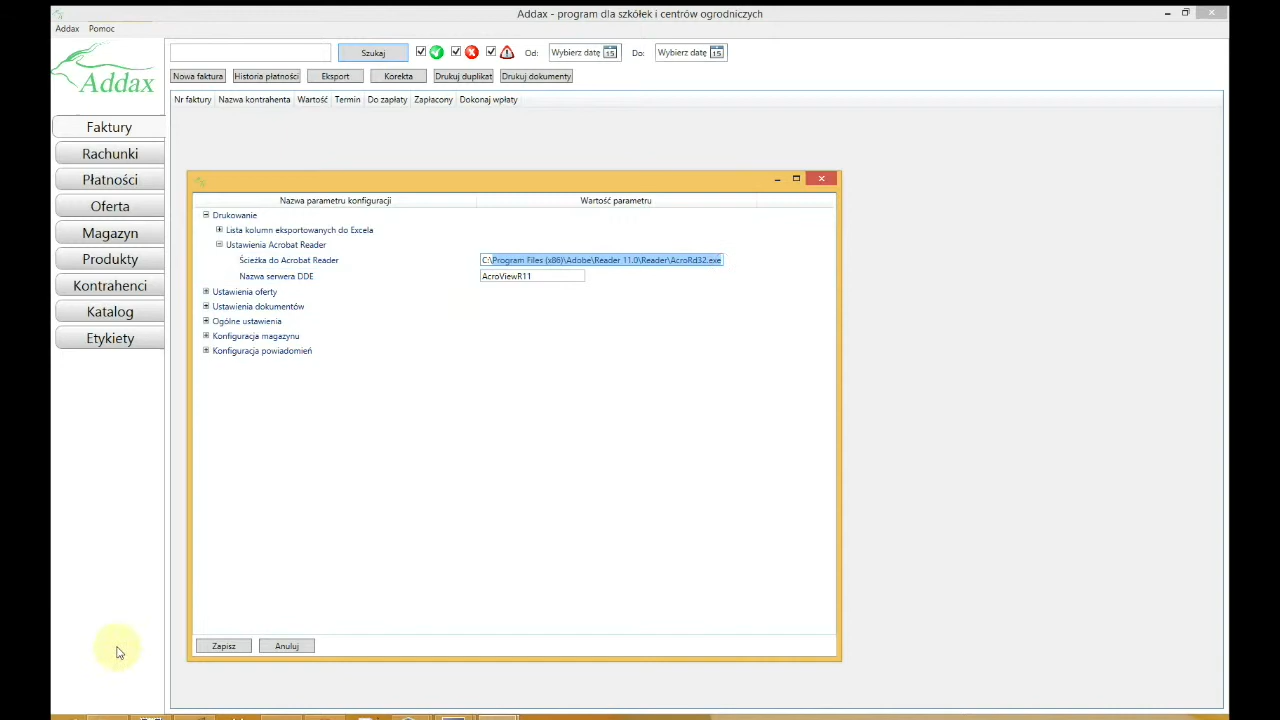 Addax - program dla szkółek i centrów ogrodniczych
Addax Pomoc
Addax
Szukaj Od: Wybierz datę 15 Do: Wybierz datę 15
Nowa faktura Historia płatności Eksport Korekta Drukuj duplikat Drukuj dokumenty
Nr faktury Nazwa kontrahenta Wartość Termin Do zapłaty Zapłacony Dokonaj wpłaty
Faktury
Rachunki
Płatności
Oferta
Magazyn
Produkty
Kontrahenci
Katalog
Etykiety
Nazwa parametru konfiguracji Wartość parametru
Drukowanie
Lista kolumn eksportowanych do Excela
Ustawienia Acrobat Reader
Ścieżka do Acrobat Reader C:\Program Files (x86)\Adobe\Reader 11.0\Reader\AcroRd32.exe
Nazwa serwera DDE AcroViewR11
Ustawienia oferty
Ustawienia dokumentów
Ogólne ustawienia
Konfiguracja magazynu
Konfiguracja powiadomień
Zapisz Anuluj